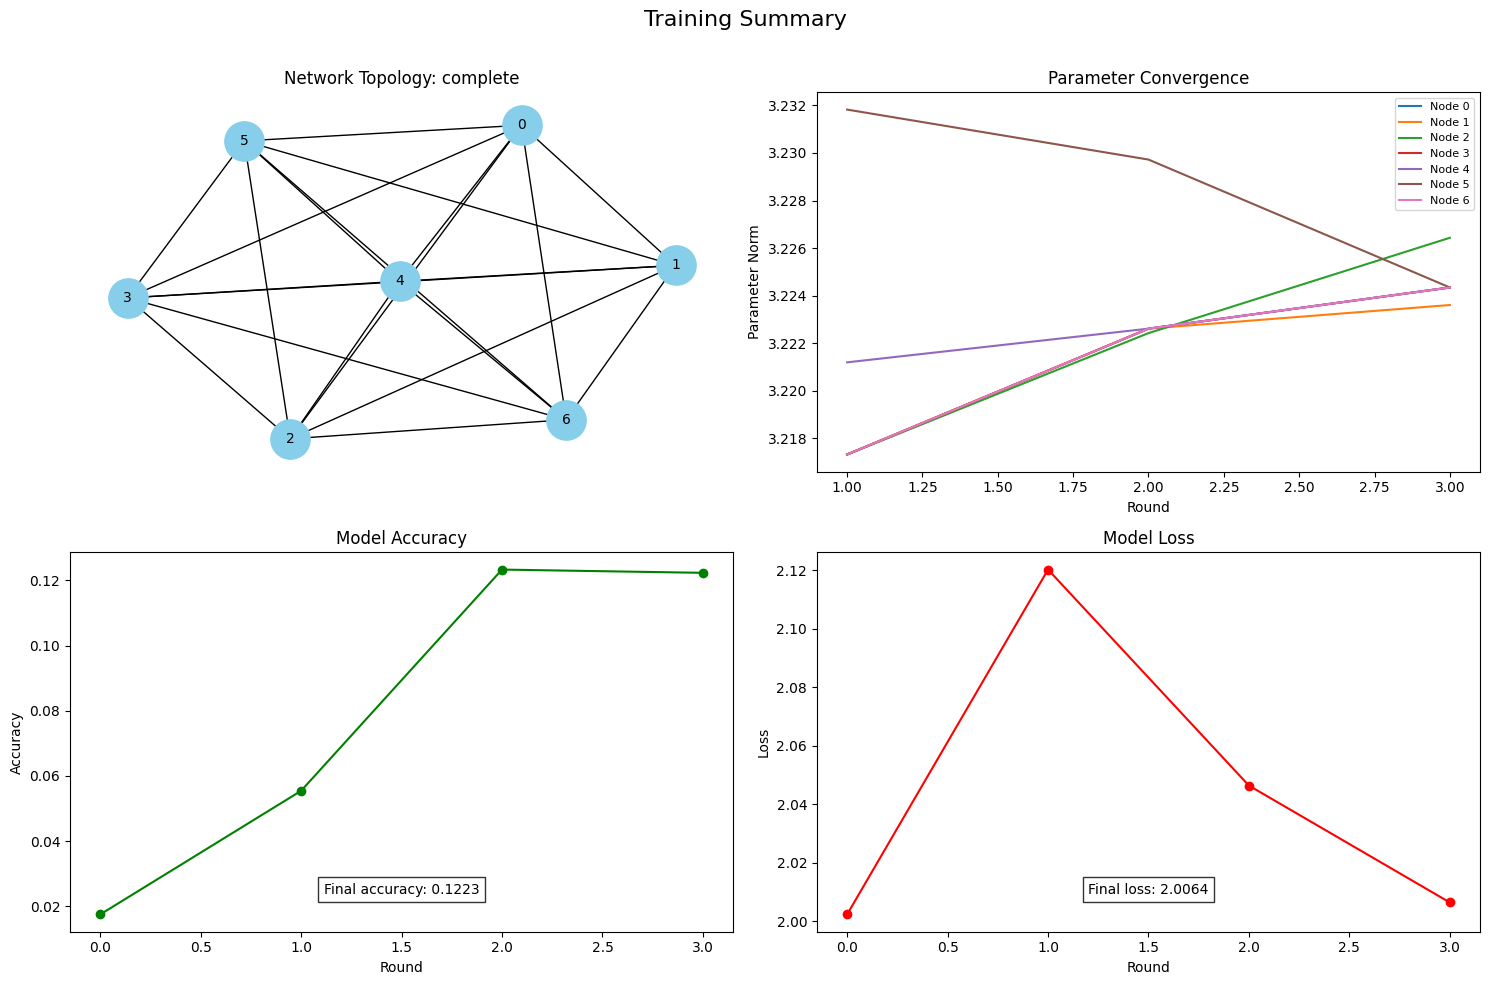 Training Summary
Network Topology: complete
0
5
1
4
3
6
2
Parameter Convergence
Parameter Norm
3.232
3.230
3.228
3.226
3.224
3.222
3.220
3.218
Node 0
Node 1
Node 2
Node 3
Node 4
Node 5
Node 6
1.00 1.25 1.50 1.75 2.00 2.25 2.50 2.75 3.00
Round
Model Accuracy
Accuracy
0.12
0.10
0.08
0.06
0.04
0.02
Final accuracy: 0.1223
0.0 0.5 1.0 1.5 2.0 2.5 3.0
Round
Model Loss
Loss
2.12
2.10
2.08
2.06
2.04
2.02
2.00
Final loss: 2.0064
0.0 0.5 1.0 1.5 2.0 2.5 3.0
Round